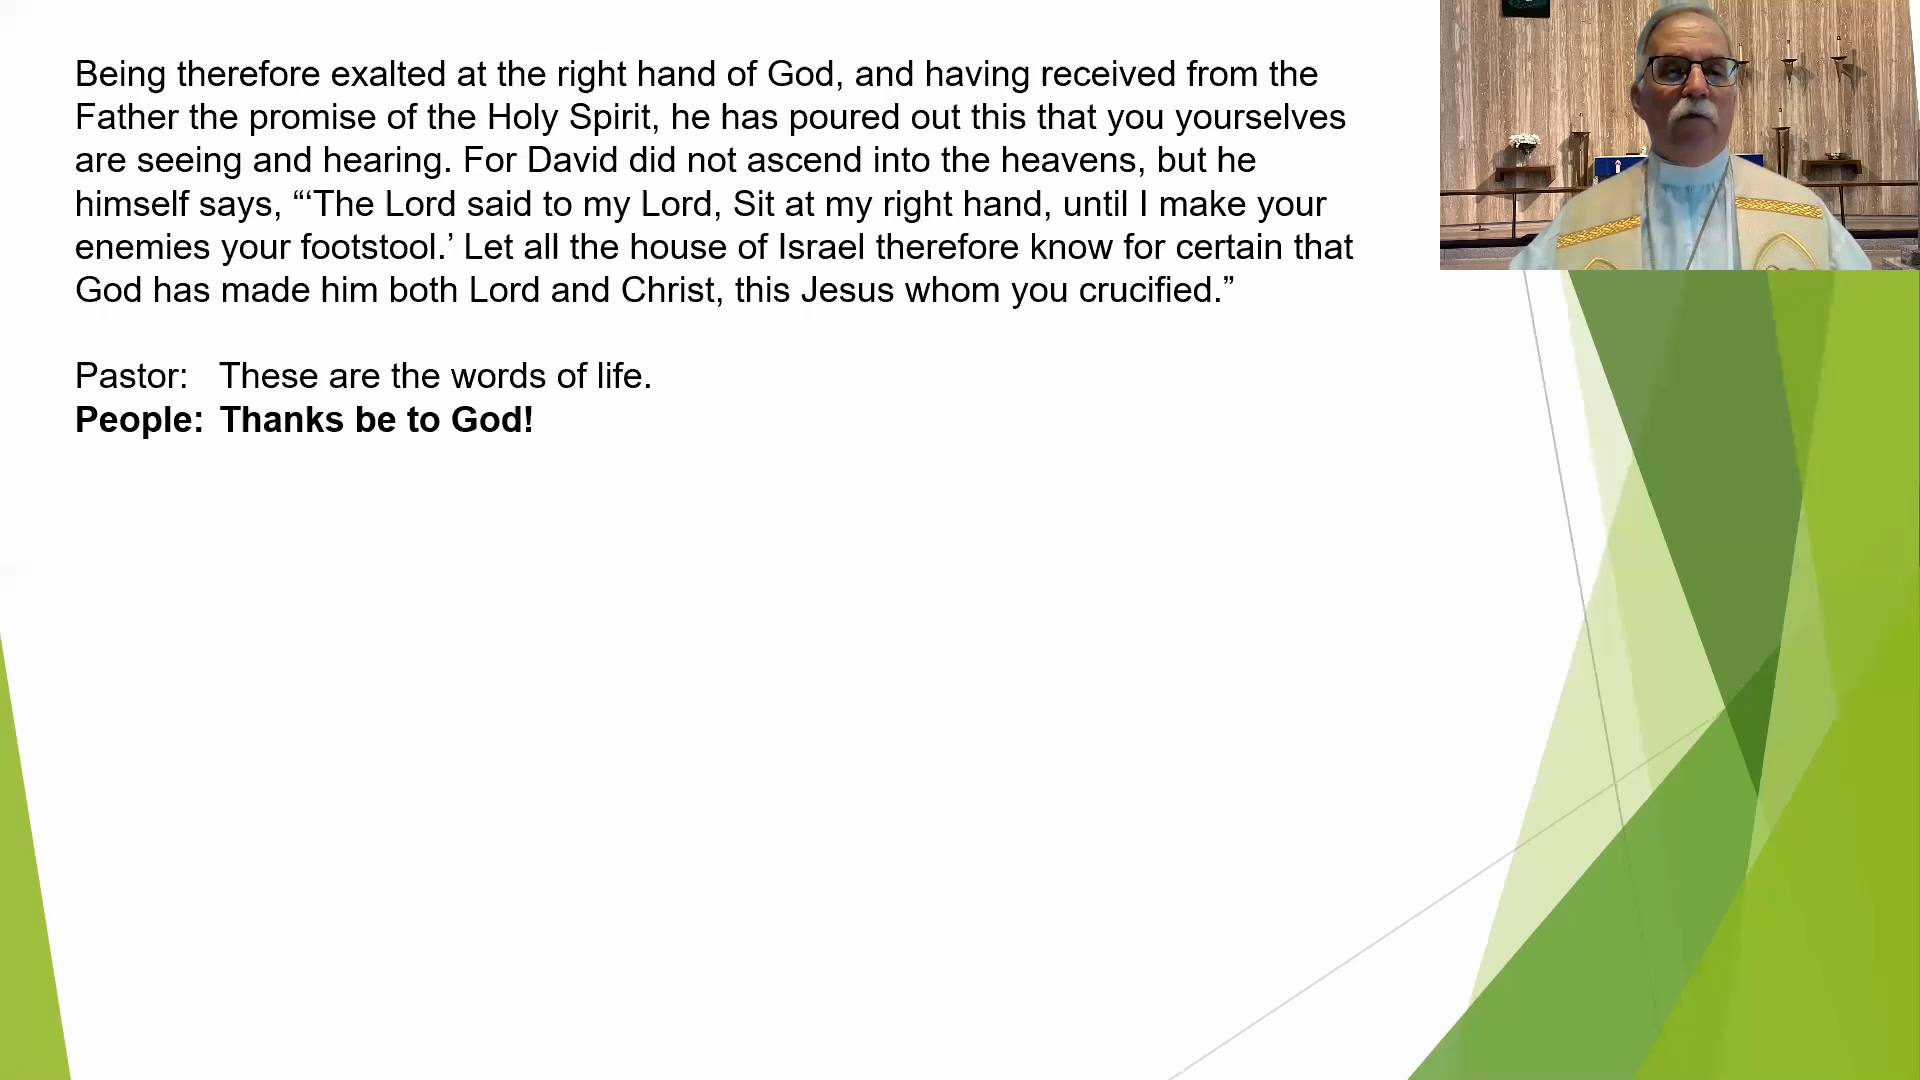 Being therefore exalted at the right hand of God, and having received from the
Father the promise of the Holy Spirit, he has poured out this that you yourselves
are seeing and hearing. For David did not ascend into the heavens, but he
himself says, “‘The Lord said to my Lord, Sit at my right hand, until I make your
enemies your footstool.’ Let all the house of Israel therefore know for certain that
God has made him both Lord and Christ, this Jesus whom you crucified.”
Pastor: These are the words of life.
People: Thanks be to God!